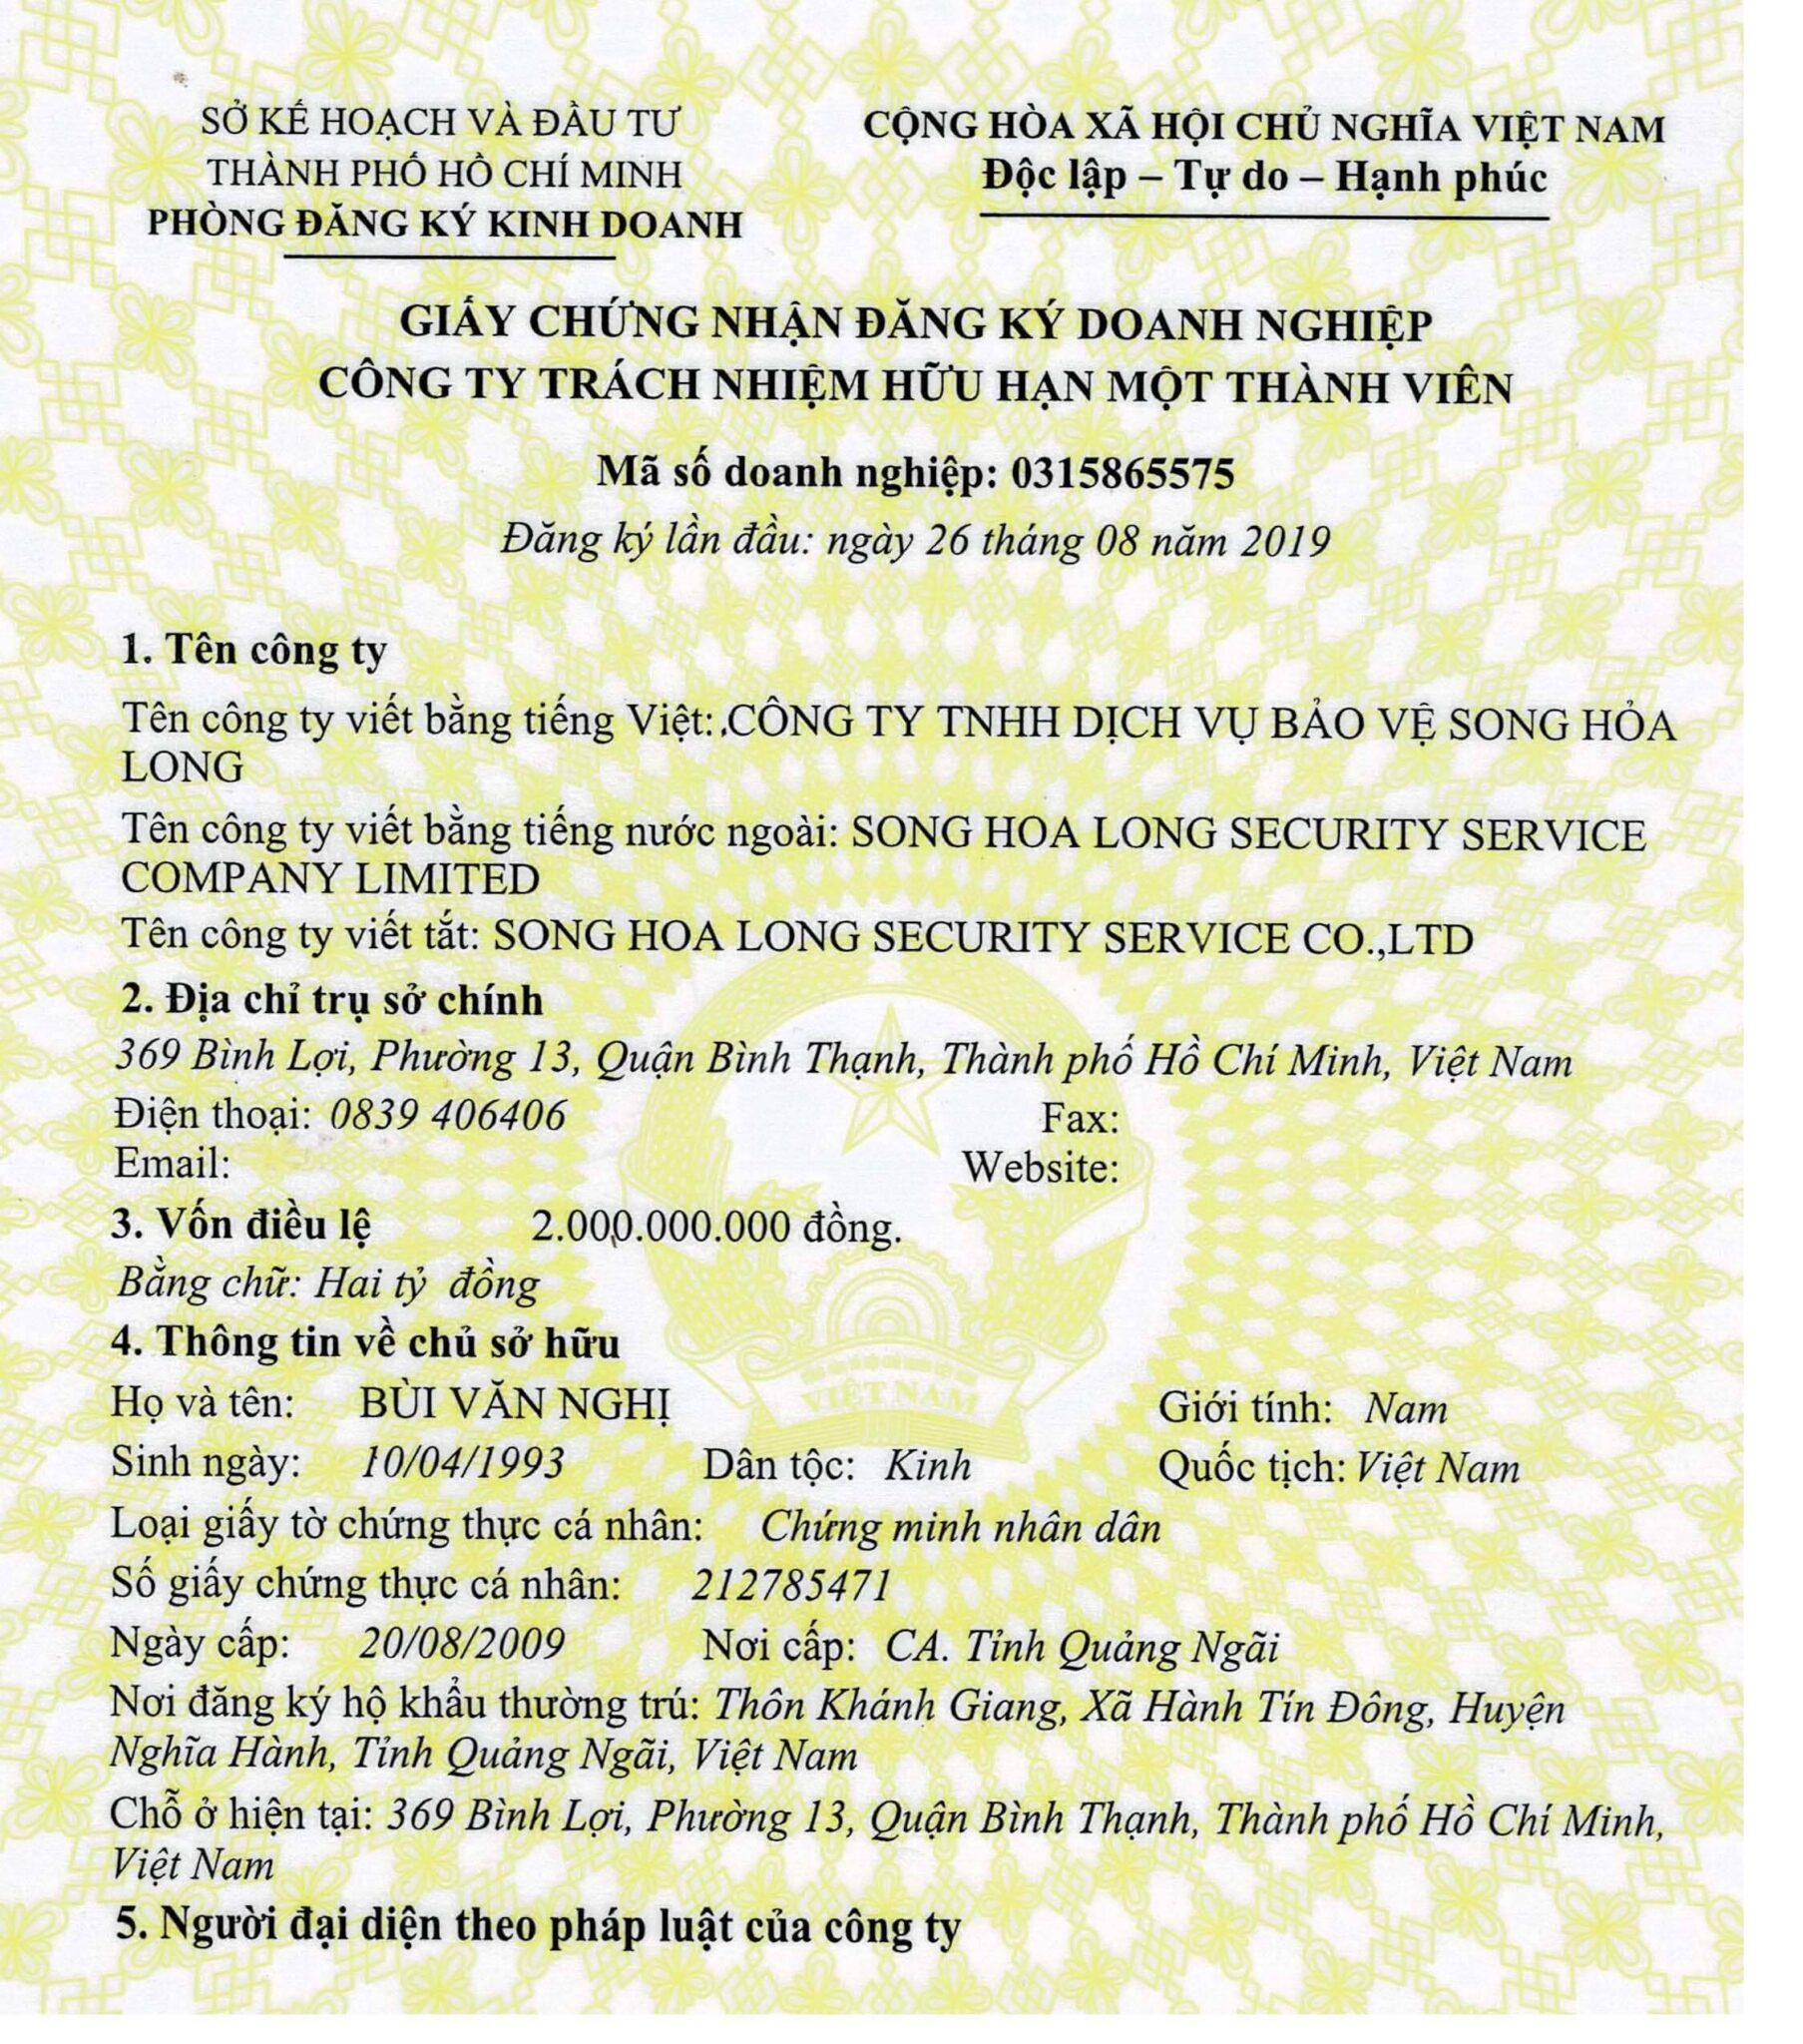 SỞ KẾ HOẠCH VÀ ĐẦU TƯ
THÀNH PHỐ HỒ CHÍ MINH
PHÒNG ĐĂNG KÝ KINH DOANH
CỘNG HÒA XÃ HỘI CHỦ NGHĨA VIỆT NAM
Độc lập – Tự do – Hạnh phúc
GIẤY CHỨNG NHẬN ĐĂNG KÝ DOANH NGHIỆP
CÔNG TY TRÁCH NHIỆM HỮU HẠN MỘT THÀNH VIÊN
Mã số doanh nghiệp: 0315865575
Đăng ký lần đầu: ngày 26 tháng 08 năm 2019
1. Tên công ty
Tên công ty viết bằng tiếng Việt: CÔNG TY TNHH DỊCH VỤ BẢO VỆ SONG HỎA
LONG
Tên công ty viết bằng tiếng nước ngoài: SONG HOA LONG SECURITY SERVICE
COMPANY LIMITED
Tên công ty viết tắt: SONG HOA LONG SECURITY SERVICE CO.,LTD
2. Địa chỉ trụ sở chính
369 Bình Lợi, Phường 13, Quận Bình Thạnh, Thành phố Hồ Chí Minh, Việt Nam
Điện thoại: 0839 406406 Fax:
Email: Website:
3. Vốn điều lệ 2.000.000.000 đồng.
Bằng chữ: Hai tỷ đồng
4. Thông tin về chủ sở hữu
Họ và tên: BÙI VĂN NGHỊ Giới tính: Nam
Sinh ngày: 10/04/1993 Dân tộc: Kinh Quốc tịch: Việt Nam
Loại giấy tờ chứng thực cá nhân: Chứng minh nhân dân
Số giấy chứng thực cá nhân: 212785471
Ngày cấp: 20/08/2009 Nơi cấp: CA. Tỉnh Quảng Ngãi
Nơi đăng ký hộ khẩu thường trú: Thôn Khánh Giang, Xã Hành Tín Đông, Huyện
Nghĩa Hành, Tỉnh Quảng Ngãi, Việt Nam
Chỗ ở hiện tại: 369 Bình Lợi, Phường 13, Quận Bình Thạnh, Thành phố Hồ Chí Minh,
Việt Nam
5. Người đại diện theo pháp luật của công ty
VIỆT NAM